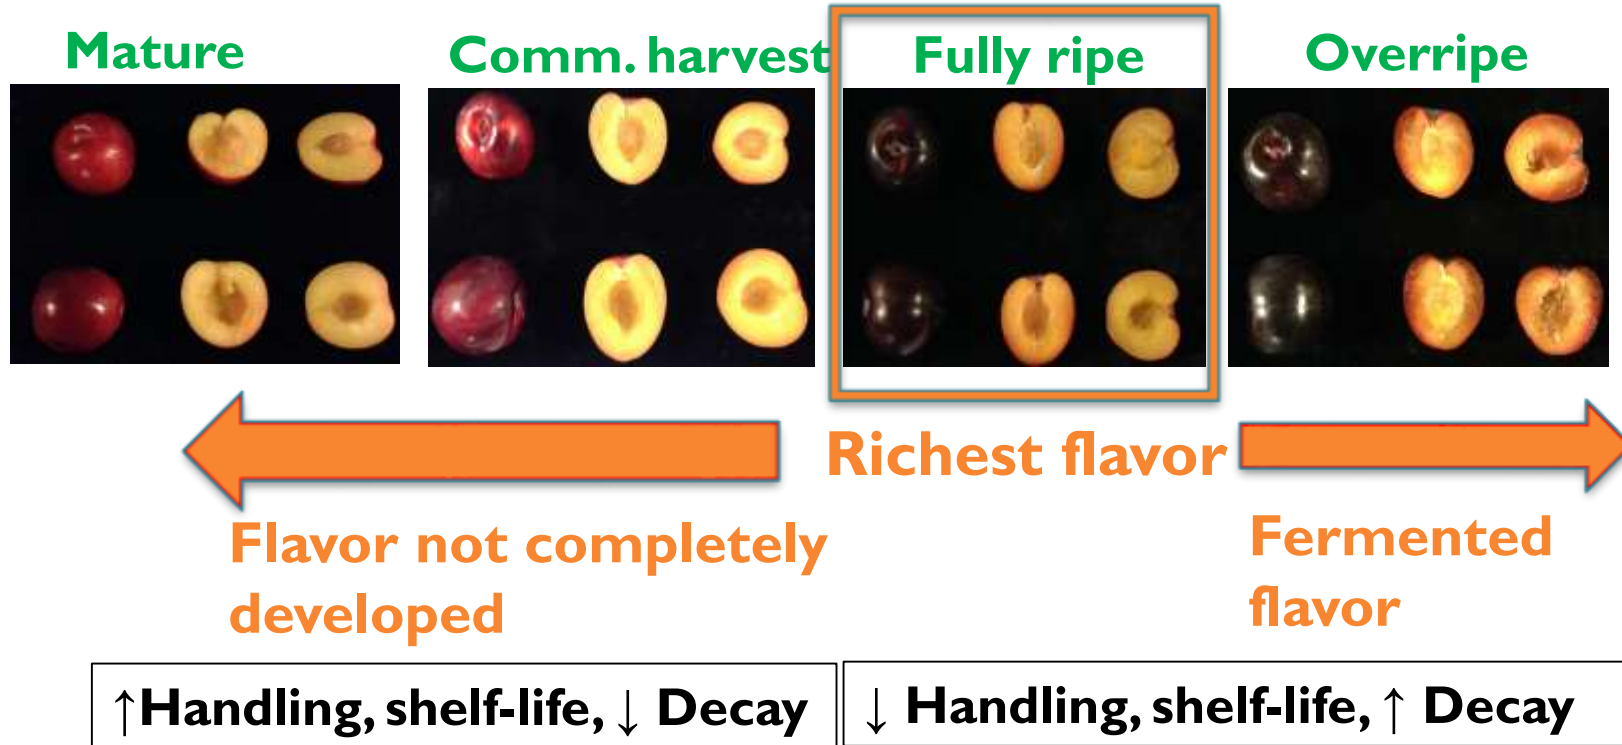 Mature
Comm. harvest
Fully ripe
Overripe
Richest flavor
Flavor not completely
developed
Fermented
flavor
↑Handling, shelf-life, ↓ Decay
↓ Handling, shelf-life, ↑ Decay